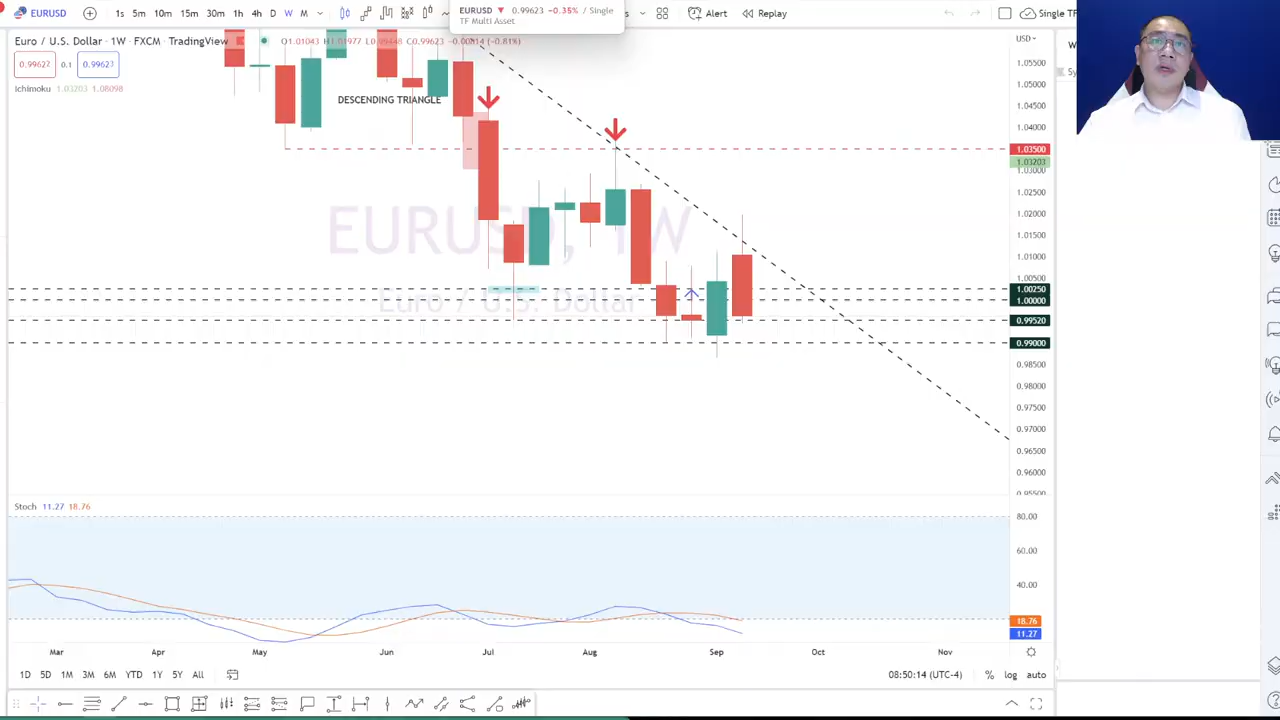 EURUSD 1s 5m 10m 15m 30m 1h 4h D W M Alert Replay Single TF
EURUSD ▼ 0.99623 −0.35% / Single
TF Multi Asset
Euro / U.S. Dollar · 1W · FXCM · TradingView
0.99622 0.1 0.99623
Ichimoku 1.03203 1.08098
DESCENDING TRIANGLE
EURUSD, 1W
Euro / U.S. Dollar
USD
1.05500
1.05000
1.04500
1.04000
1.03500
1.03203
1.03000
1.02500
1.02000
1.01500
1.01000
1.00500
1.00250
1.00000
0.99520
0.99000
0.98500
0.98000
0.97500
0.97000
0.96500
0.96000
0.95500
Stoch 11.27 18.76
80.00
60.00
40.00
18.76
11.27
Mar Apr May Jun Jul Aug Sep Oct Nov
1D 5D 1M 3M 6M YTD 1Y 5Y All 08:50:14 (UTC-4) % log auto